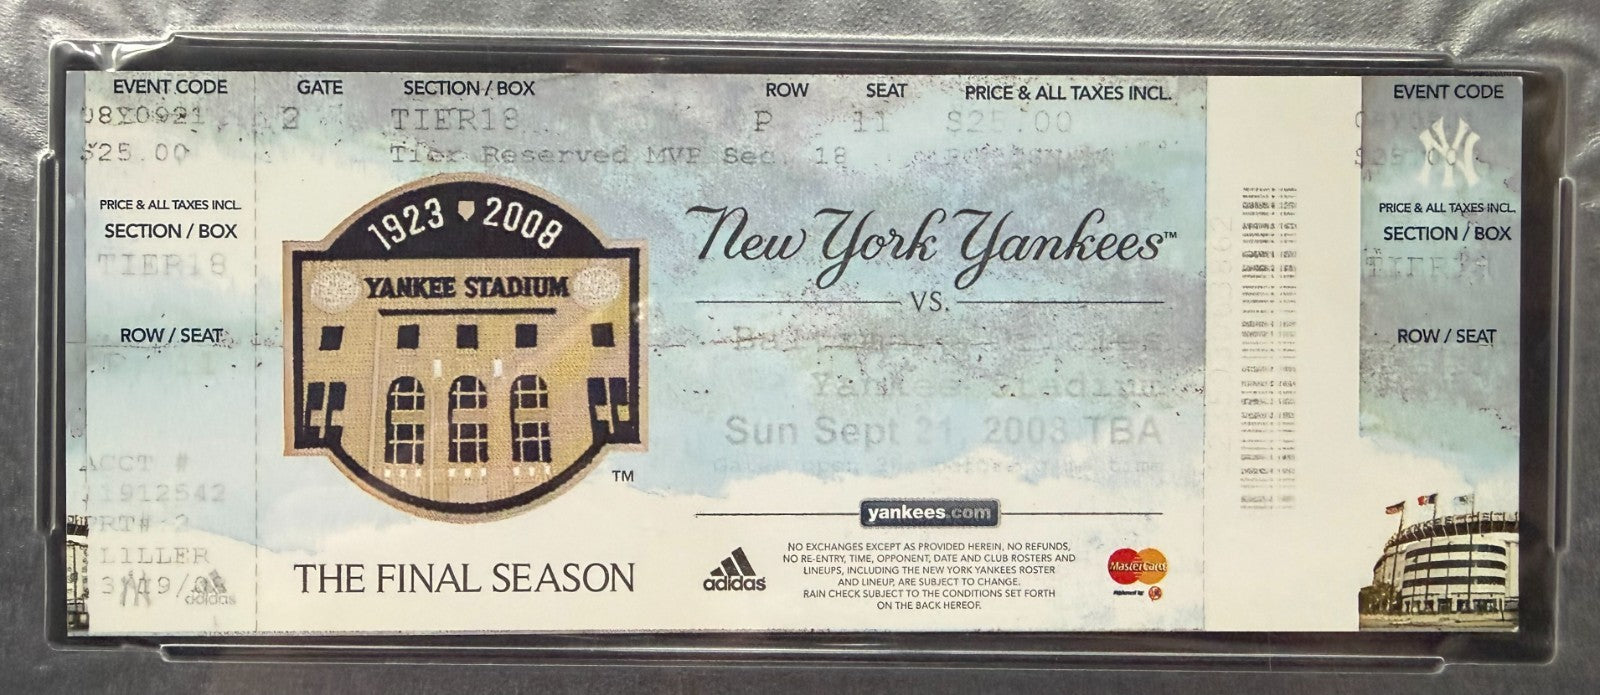 EVENT CODE GATE SECTION / BOX ROW SEAT PRICE & ALL TAXES INCL. EVENT CODE
08Y0921 2 TIER18 P 11 $25.00
$25.00 Tier Reserved MVP Sec. 18
NY
PRICE & ALL TAXES INCL.
SECTION / BOX
TIER18
ROW / SEAT
ACCT #
PRT# 2
1923 2008
YANKEE STADIUM
TM
THE FINAL SEASON
New York Yankees™
VS.
Yankee Stadium
Sun Sept 21, 2008 TBA
yankees.com
adidas
NO EXCHANGES EXCEPT AS PROVIDED HEREIN, NO REFUNDS,
NO RE-ENTRY, TIME, OPPONENT, DATE AND CLUB ROSTERS AND
LINEUPS, INCLUDING THE NEW YORK YANKEES ROSTER
AND LINEUP, ARE SUBJECT TO CHANGE.
RAIN CHECK SUBJECT TO THE CONDITIONS SET FORTH
ON THE BACK HEREOF.
MasterCard
adidas
PRICE & ALL TAXES INCL.
SECTION / BOX
ROW / SEAT